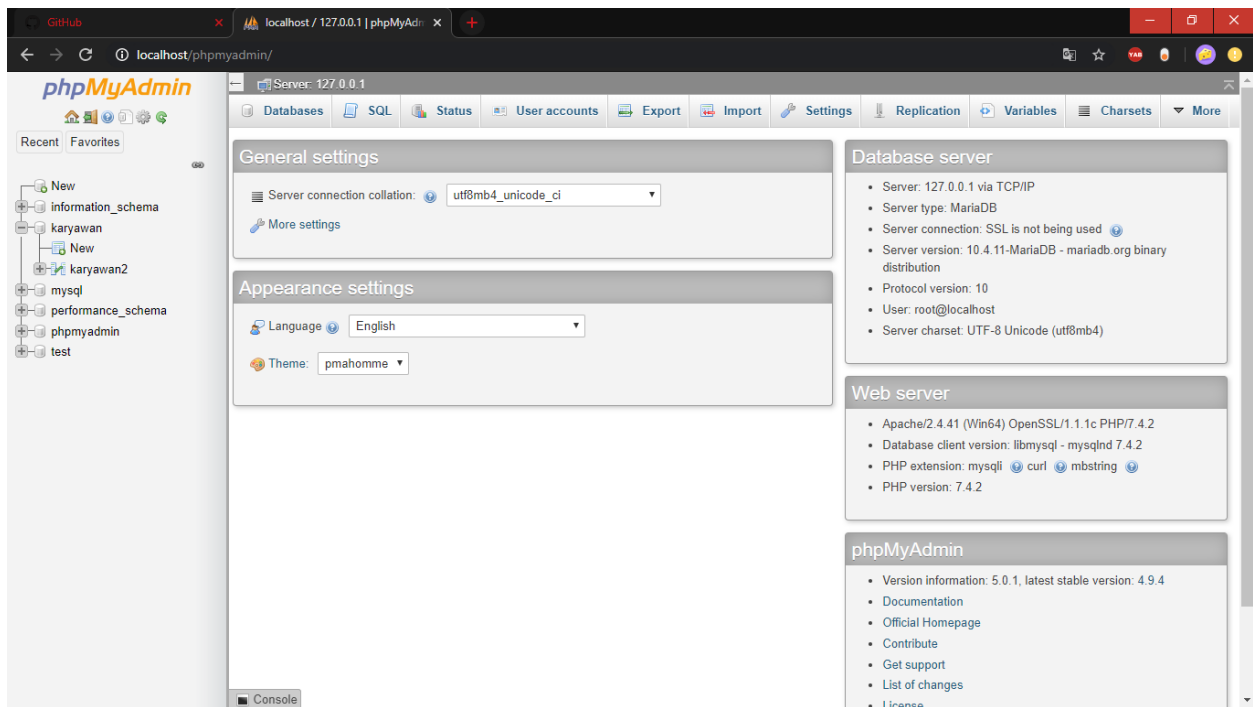 GitHub
localhost / 127.0.0.1 | phpMyAdn
localhost/phpmyadmin/
YAB
phpMyAdmin
Recent Favorites
New
information_schema
karyawan
New
karyawan2
mysql
performance_schema
phpmyadmin
test
Server: 127.0.0.1
Databases SQL Status User accounts Export Import Settings Replication Variables Charsets More
General settings
Server connection collation: utf8mb4_unicode_ci
More settings
Appearance settings
Language English
Theme: pmahomme
Database server
Server: 127.0.0.1 via TCP/IP
Server type: MariaDB
Server connection: SSL is not being used
Server version: 10.4.11-MariaDB - mariadb.org binary
distribution
Protocol version: 10
User: root@localhost
Server charset: UTF-8 Unicode (utf8mb4)
Web server
Apache/2.4.41 (Win64) OpenSSL/1.1.1c PHP/7.4.2
Database client version: libmysql - mysqlnd 7.4.2
PHP extension: mysqli curl mbstring
PHP version: 7.4.2
phpMyAdmin
Version information: 5.0.1, latest stable version: 4.9.4
Documentation
Official Homepage
Contribute
Get support
List of changes
License
Console